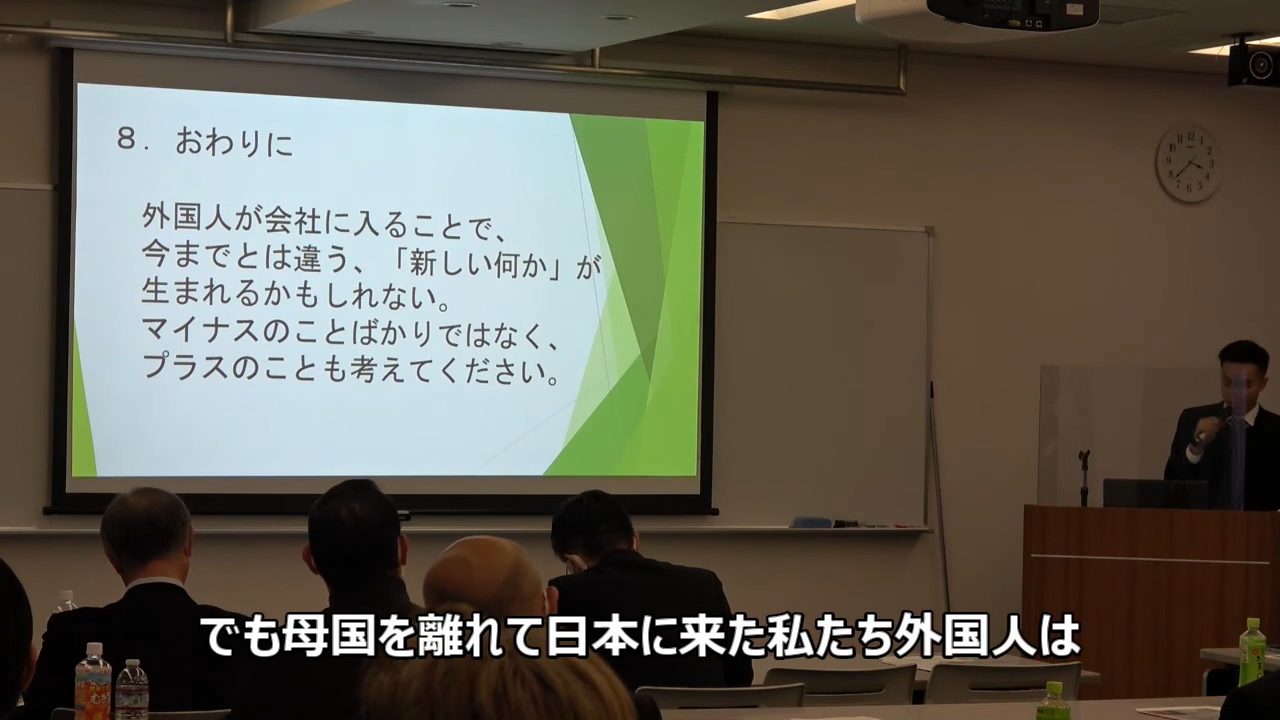 ８．おわりに
外国人が会社に入ることで、
今までとは違う、「新しい何か」が
生まれるかもしれない。
マイナスのことばかりではなく、
プラスのことも考えてください。
でも母国を離れて日本に来た私たち外国人は